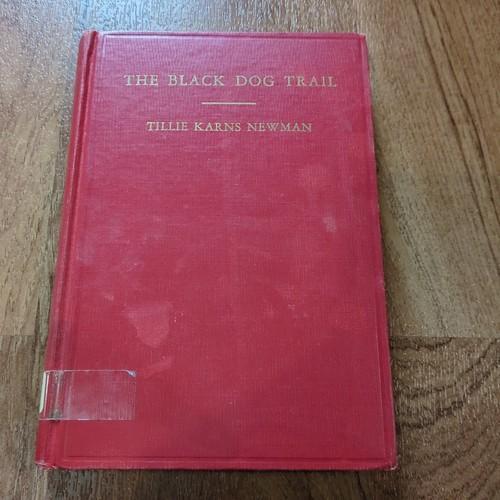 THE BLACK DOG TRAIL
TILLIE KARNS NEWMAN